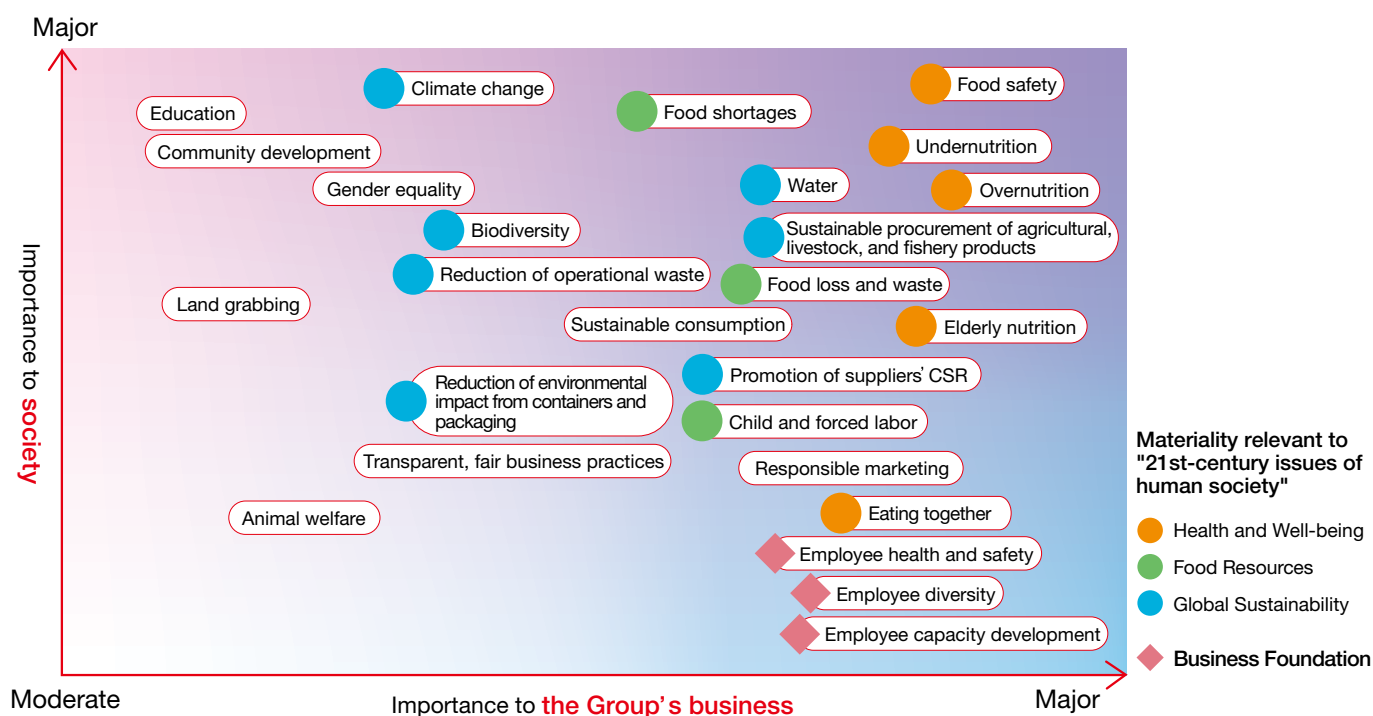 Major
Climate change
Food safety
Education
Food shortages
Community development
Undernutrition
Gender equality
Water
Overnutrition
Biodiversity
Sustainable procurement of agricultural,
livestock, and fishery products
Reduction of operational waste
Food loss and waste
Land grabbing
Sustainable consumption
Elderly nutrition
Importance to society
Reduction of environmental
impact from containers and
packaging
Promotion of suppliers' CSR
Child and forced labor
Transparent, fair business practices
Responsible marketing
Animal welfare
Eating together
Employee health and safety
Employee diversity
Employee capacity development
Moderate
Importance to the Group's business
Major
Materiality relevant to
"21st-century issues of
human society"
Health and Well-being
Food Resources
Global Sustainability
Business Foundation